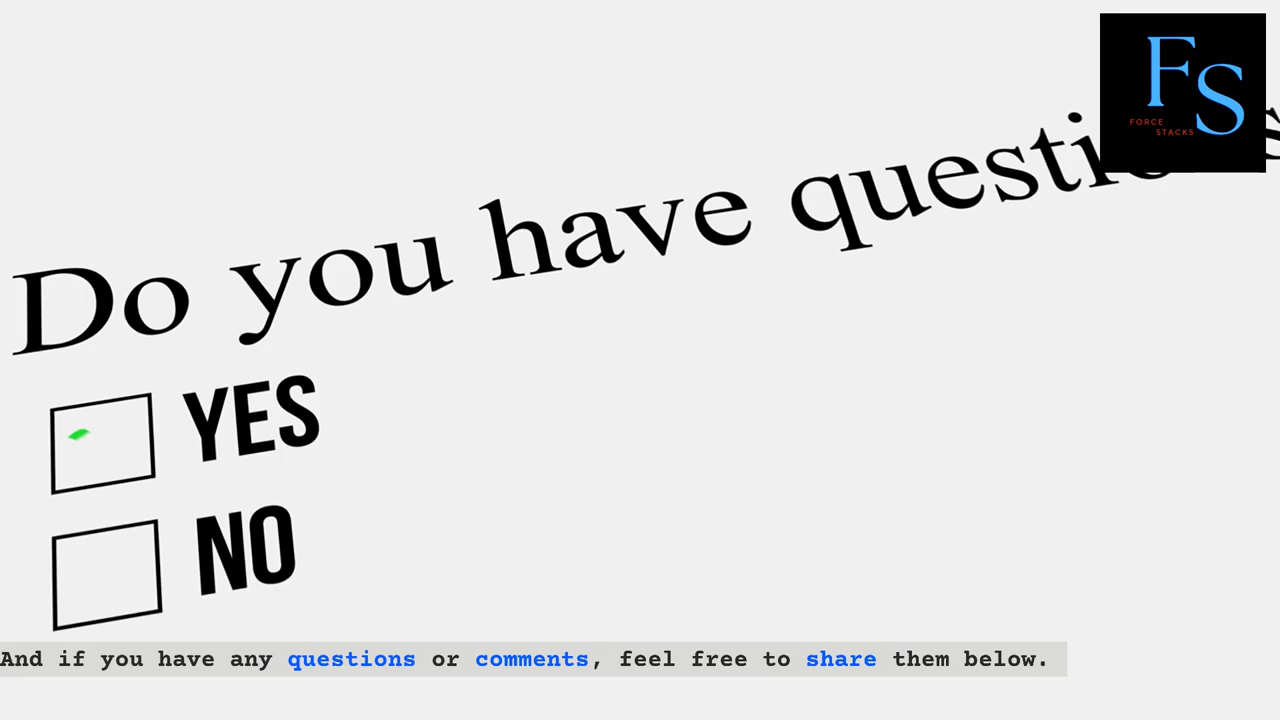 FS
FORCE
STACKS
Do you have
YES
NO
And if you have any questions or comments, feel free to share them below.